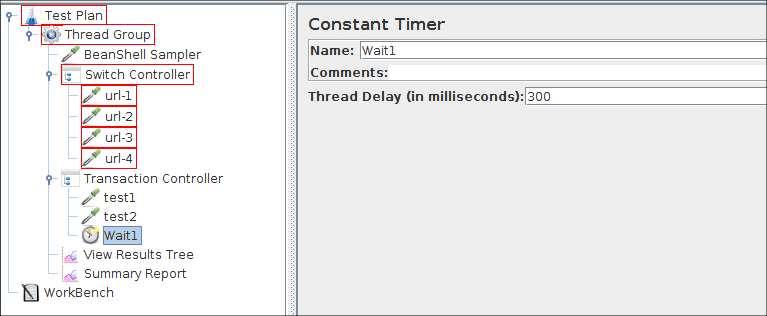 Test Plan
Thread Group
BeanShell Sampler
Switch Controller
url-1
url-2
url-3
url-4
Transaction Controller
test1
test2
Wait1
View Results Tree
Summary Report
WorkBench
Constant Timer
Name: Wait1
Comments:
Thread Delay (in milliseconds): 300